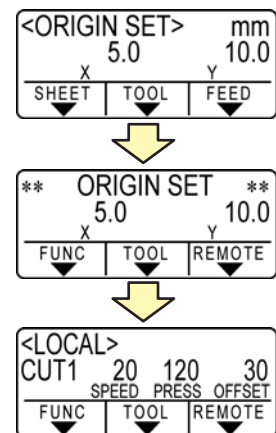 <ORIGIN SET> mm
5.0 10.0
X Y
SHEET TOOL FEED
** ORIGIN SET **
5.0 10.0
X Y
FUNC TOOL REMOTE
<LOCAL>
CUT1 20 120 30
SPEED PRESS OFFSET
FUNC TOOL REMOTE